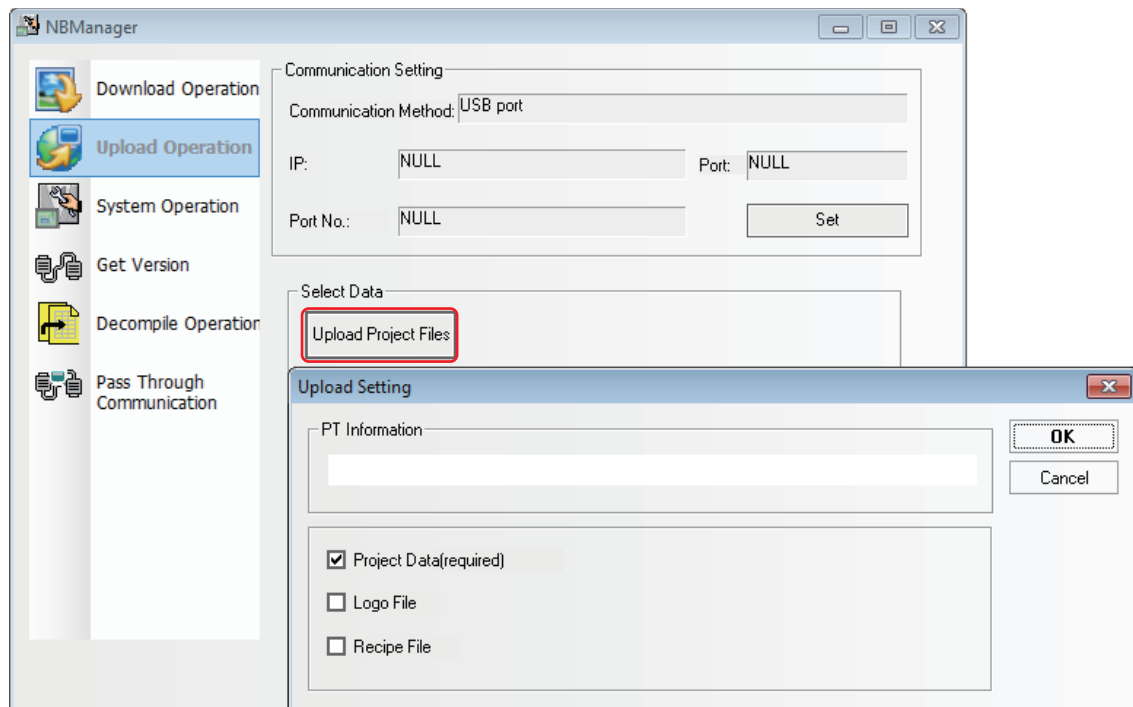 NBManager
Download Operation
Upload Operation
System Operation
Get Version
Decompile Operation
Pass Through
Communication
Communication Setting
Communication Method: USB port
IP: NULL Port: NULL
Port No.: NULL Set
Select Data
Upload Project Files
Upload Setting
PT Information
OK
Cancel
Project Data(required)
Logo File
Recipe File